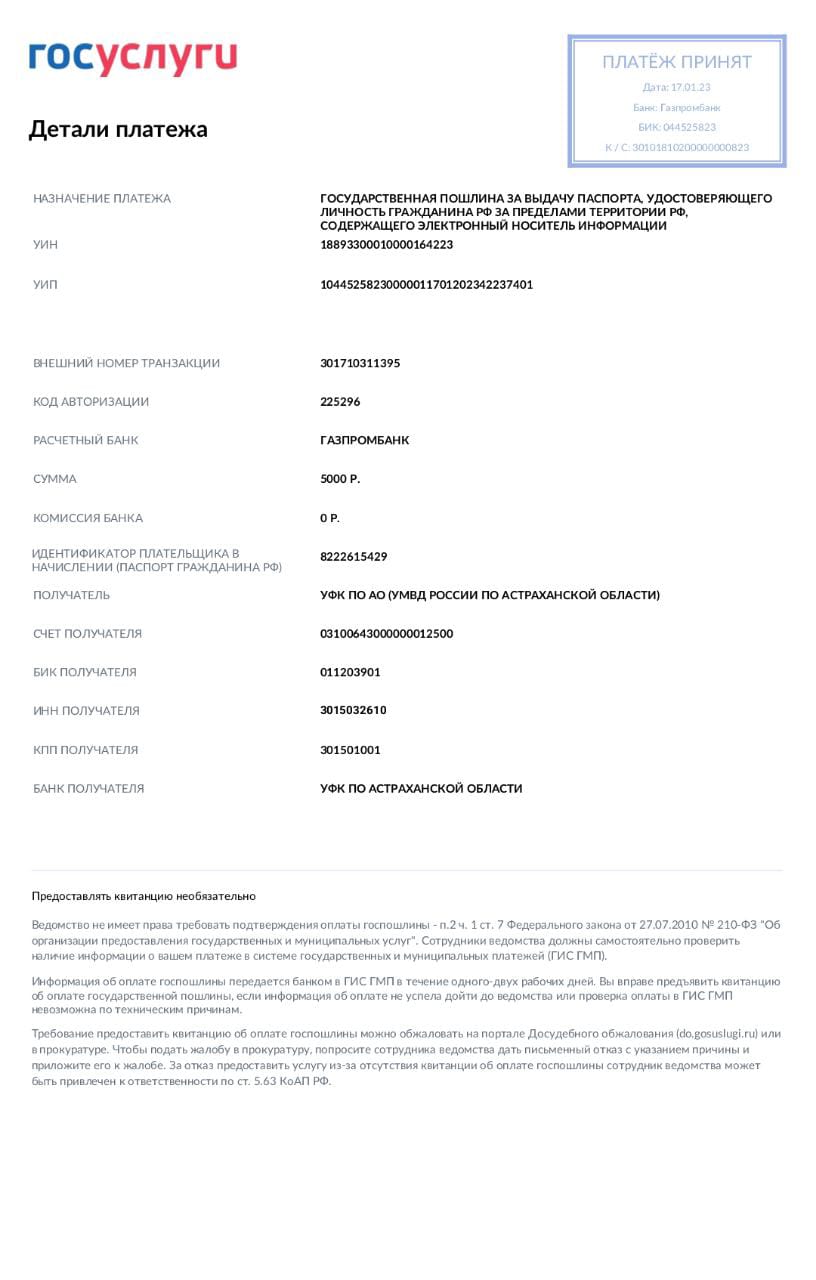 госуслуги
ПЛАТЁЖ ПРИНЯТ
Дата: 17.01.23
Банк: Газпромбанк
БИК: 044525823
К / С: 30101810200000000823
Детали платежа
НАЗНАЧЕНИЕ ПЛАТЕЖА
ГОСУДАРСТВЕННАЯ ПОШЛИНА ЗА ВЫДАЧУ ПАСПОРТА, УДОСТОВЕРЯЮЩЕГО
ЛИЧНОСТЬ ГРАЖДАНИНА РФ ЗА ПРЕДЕЛАМИ ТЕРРИТОРИИ РФ,
СОДЕРЖАЩЕГО ЭЛЕКТРОННЫЙ НОСИТЕЛЬ ИНФОРМАЦИИ
УИН
18893300010000164223
УИП
10445258230000011701202342237401
ВНЕШНИЙ НОМЕР ТРАНЗАКЦИИ
301710311395
КОД АВТОРИЗАЦИИ
225296
РАСЧЕТНЫЙ БАНК
ГАЗПРОМБАНК
СУММА
5000 Р.
КОМИССИЯ БАНКА
0 Р.
ИДЕНТИФИКАТОР ПЛАТЕЛЬЩИКА В
НАЧИСЛЕНИИ (ПАСПОРТ ГРАЖДАНИНА РФ)
8222615429
ПОЛУЧАТЕЛЬ
УФК ПО АО (УМВД РОССИИ ПО АСТРАХАНСКОЙ ОБЛАСТИ)
СЧЕТ ПОЛУЧАТЕЛЯ
03100643000000012500
БИК ПОЛУЧАТЕЛЯ
011203901
ИНН ПОЛУЧАТЕЛЯ
3015032610
КПП ПОЛУЧАТЕЛЯ
301501001
БАНК ПОЛУЧАТЕЛЯ
УФК ПО АСТРАХАНСКОЙ ОБЛАСТИ
Предоставлять квитанцию необязательно
Ведомство не имеет права требовать подтверждения оплаты госпошлины - п.2 ч. 1 ст. 7 Федерального закона от 27.07.2010 № 210-ФЗ "Об
организации предоставления государственных и муниципальных услуг". Сотрудники ведомства должны самостоятельно проверить
наличие информации о вашем платеже в системе государственных и муниципальных платежей (ГИС ГМП).
Информация об оплате госпошлины передается банком в ГИС ГМП в течение одного-двух рабочих дней. Вы вправе предъявить квитанцию
об оплате государственной пошлины, если информация об оплате не успела дойти до ведомства или проверка оплаты в ГИС ГМП
невозможна по техническим причинам.
Требование предоставить квитанцию об оплате госпошлины можно обжаловать на портале Досудебного обжалования (do.gosuslugi.ru) или
в прокуратуре. Чтобы подать жалобу в прокуратуру, попросите сотрудника ведомства дать письменный отказ с указанием причины и
приложите его к жалобе. За отказ предоставить услугу из-за отсутствия квитанции об оплате госпошлины сотрудник ведомства может
быть привлечен к ответственности по ст. 5.63 КоАП РФ.